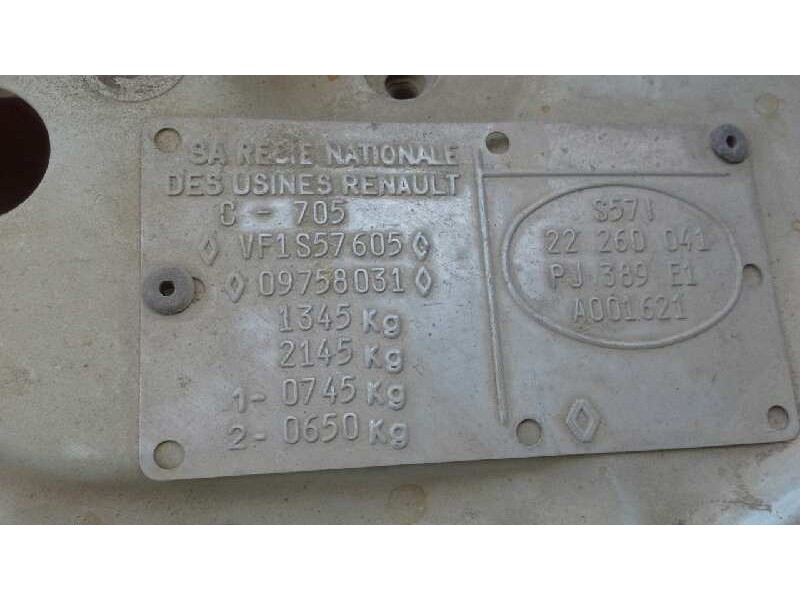 SA REGIE NATIONALE
DES USINES RENAULT
C - 705
VF1S57605
09758031
1345 Kg
2145 Kg
1- 0745 Kg
2- 0650 Kg
S571
22 260 041
PJ 389 E1
A001621